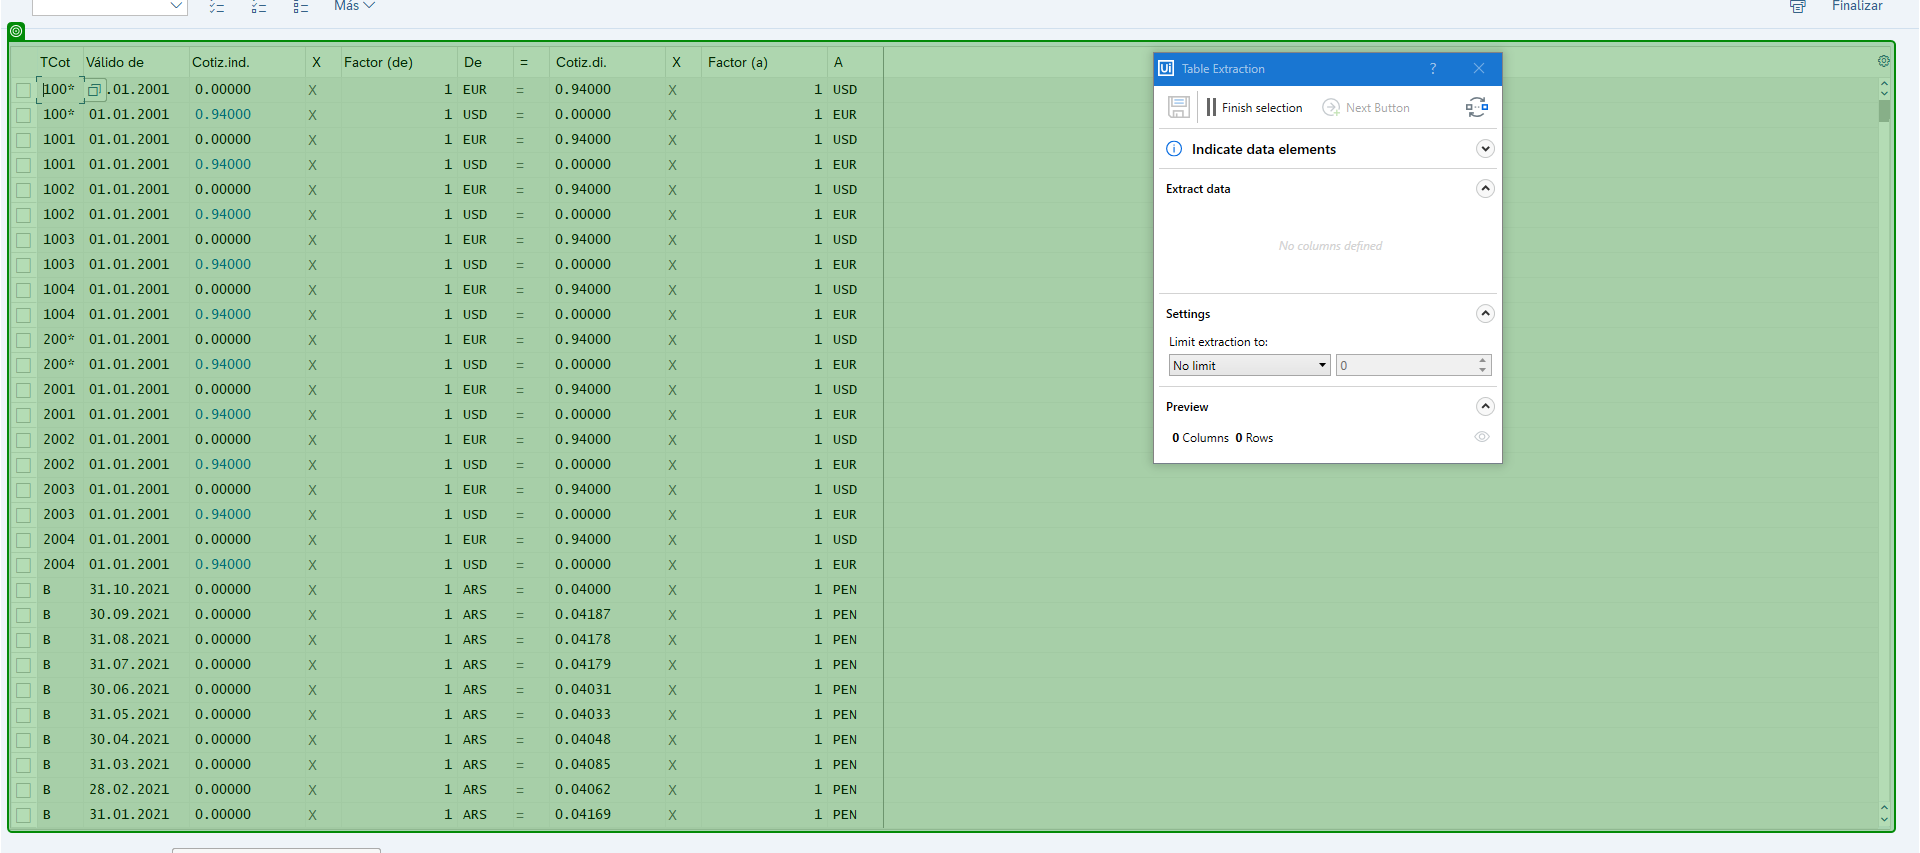 Más
Finalizar
TCot Válido de Cotiz.ind. X Factor (de) De = Cotiz.di. X Factor (a) A
100* .01.2001 0.00000 X 1 EUR = 0.94000 X 1 USD
100* 01.01.2001 0.94000 X 1 USD = 0.00000 X 1 EUR
1001 01.01.2001 0.00000 X 1 EUR = 0.94000 X 1 USD
1001 01.01.2001 0.94000 X 1 USD = 0.00000 X 1 EUR
1002 01.01.2001 0.00000 X 1 EUR = 0.94000 X 1 USD
1002 01.01.2001 0.94000 X 1 USD = 0.00000 X 1 EUR
1003 01.01.2001 0.00000 X 1 EUR = 0.94000 X 1 USD
1003 01.01.2001 0.94000 X 1 USD = 0.00000 X 1 EUR
1004 01.01.2001 0.00000 X 1 EUR = 0.94000 X 1 USD
1004 01.01.2001 0.94000 X 1 USD = 0.00000 X 1 EUR
200* 01.01.2001 0.00000 X 1 EUR = 0.94000 X 1 USD
200* 01.01.2001 0.94000 X 1 USD = 0.00000 X 1 EUR
2001 01.01.2001 0.00000 X 1 EUR = 0.94000 X 1 USD
2001 01.01.2001 0.94000 X 1 USD = 0.00000 X 1 EUR
2002 01.01.2001 0.00000 X 1 EUR = 0.94000 X 1 USD
2002 01.01.2001 0.94000 X 1 USD = 0.00000 X 1 EUR
2003 01.01.2001 0.00000 X 1 EUR = 0.94000 X 1 USD
2003 01.01.2001 0.94000 X 1 USD = 0.00000 X 1 EUR
2004 01.01.2001 0.00000 X 1 EUR = 0.94000 X 1 USD
2004 01.01.2001 0.94000 X 1 USD = 0.00000 X 1 EUR
B 31.10.2021 0.00000 X 1 ARS = 0.04000 X 1 PEN
B 30.09.2021 0.00000 X 1 ARS = 0.04187 X 1 PEN
B 31.08.2021 0.00000 X 1 ARS = 0.04178 X 1 PEN
B 31.07.2021 0.00000 X 1 ARS = 0.04179 X 1 PEN
B 30.06.2021 0.00000 X 1 ARS = 0.04031 X 1 PEN
B 31.05.2021 0.00000 X 1 ARS = 0.04033 X 1 PEN
B 30.04.2021 0.00000 X 1 ARS = 0.04048 X 1 PEN
B 31.03.2021 0.00000 X 1 ARS = 0.04085 X 1 PEN
B 28.02.2021 0.00000 X 1 ARS = 0.04062 X 1 PEN
B 31.01.2021 0.00000 X 1 ARS = 0.04169 X 1 PEN
Ui Table Extraction ?
Finish selection Next Button
Indicate data elements
Extract data
No columns defined
Settings
Limit extraction to:
No limit 0
Preview
0 Columns 0 Rows